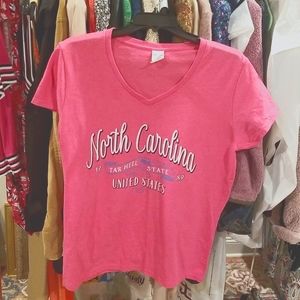 North Carolina
TAR HEEL STATE
UNITED STATES